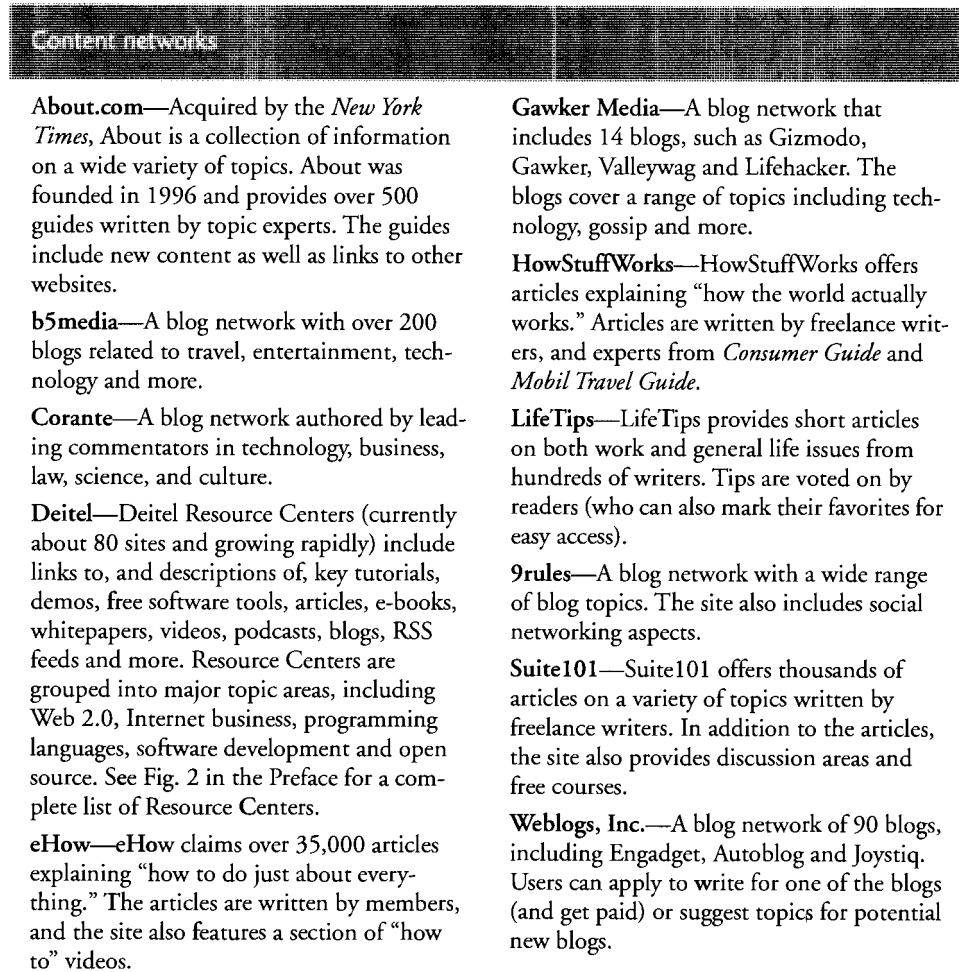 Content networks
About.com—Acquired by the New York
Times, About is a collection of information
on a wide variety of topics. About was
founded in 1996 and provides over 500
guides written by topic experts. The guides
include new content as well as links to other
websites.
b5media—A blog network with over 200
blogs related to travel, entertainment, tech-
nology and more.
Corante—A blog network authored by lead-
ing commentators in technology, business,
law, science, and culture.
Deitel—Deitel Resource Centers (currently
about 80 sites and growing rapidly) include
links to, and descriptions of, key tutorials,
demos, free software tools, articles, e-books,
whitepapers, videos, podcasts, blogs, RSS
feeds and more. Resource Centers are
grouped into major topic areas, including
Web 2.0, Internet business, programming
languages, software development and open
source. See Fig. 2 in the Preface for a com-
plete list of Resource Centers.
eHow—eHow claims over 35,000 articles
explaining “how to do just about every-
thing.” The articles are written by members,
and the site also features a section of “how
to” videos.
Gawker Media—A blog network that
includes 14 blogs, such as Gizmodo,
Gawker, Valleywag and Lifehacker. The
blogs cover a range of topics including tech-
nology, gossip and more.
HowStuffWorks—HowStuffWorks offers
articles explaining “how the world actually
works.” Articles are written by freelance writ-
ers, and experts from Consumer Guide and
Mobil Travel Guide.
LifeTips—LifeTips provides short articles
on both work and general life issues from
hundreds of writers. Tips are voted on by
readers (who can also mark their favorites for
easy access).
9rules—A blog network with a wide range
of blog topics. The site also includes social
networking aspects.
Suite101—Suite101 offers thousands of
articles on a variety of topics written by
freelance writers. In addition to the articles,
the site also provides discussion areas and
free courses.
Weblogs, Inc.—A blog network of 90 blogs,
including Engadget, Autoblog and Joystiq.
Users can apply to write for one of the blogs
(and get paid) or suggest topics for potential
new blogs.